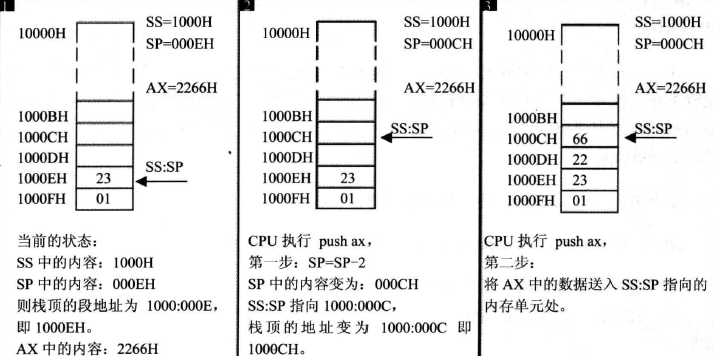 1
SS=1000H
10000H
SP=000EH
AX=2266H
1000BH
1000CH
1000DH
SS:SP
1000EH 23
1000FH 01
当前的状态：
SS 中的内容：1000H
SP 中的内容：000EH
则栈顶的段地址为 1000:000E，
即 1000EH。
AX 中的内容：2266H
2
SS=1000H
10000H
SP=000CH
AX=2266H
1000BH
SS:SP
1000CH
1000DH
1000EH 23
1000FH 01
CPU 执行 push ax，
第一步：SP=SP−2
SP 中的内容变为：000CH
SS:SP 指向 1000:000C，
栈顶的地址变为 1000:000C 即
1000CH。
3
SS=1000H
10000H
SP=000CH
AX=2266H
1000BH
SS:SP
1000CH 66
1000DH 22
1000EH 23
1000FH 01
CPU 执行 push ax，
第二步：
将 AX 中的数据送入 SS:SP 指向的
内存单元处。